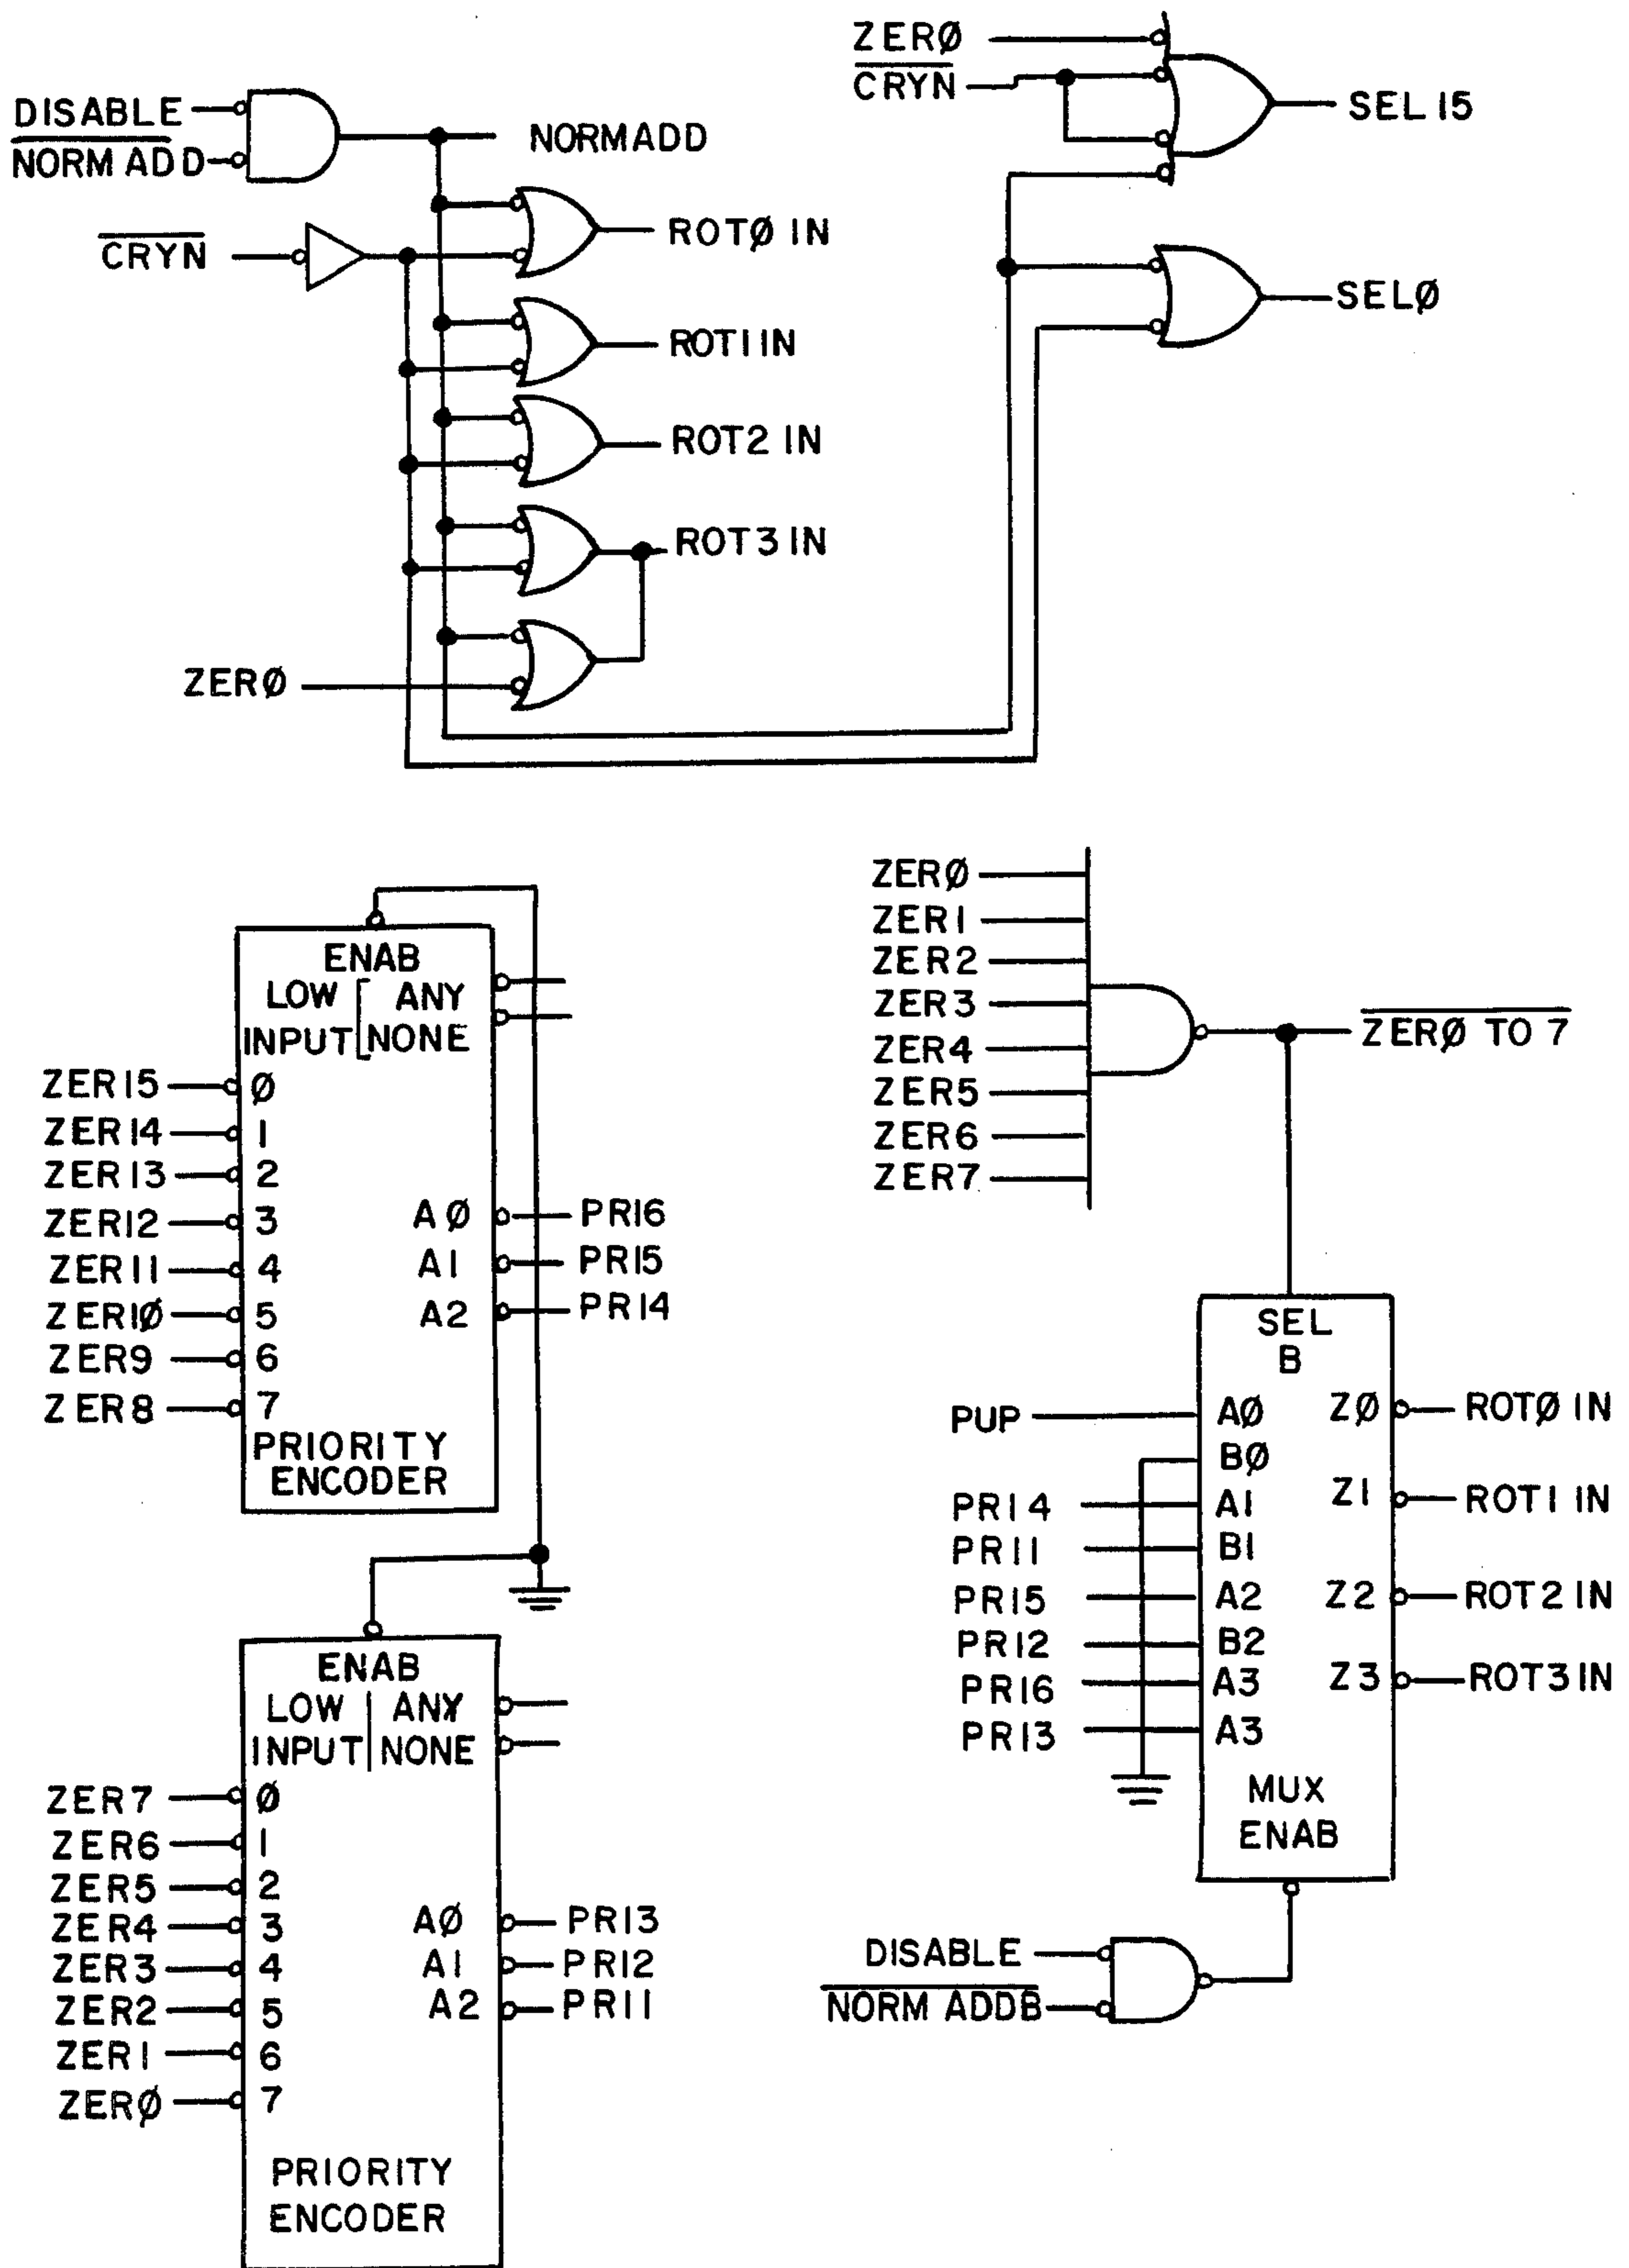 ZERØ
CRYN
SEL 15
DISABLE
NORM ADD
NORMADD
ROTØ IN
CRYN
SELØ
ROT1 IN
ROT2 IN
ROT3 IN
ZERØ
ENAB
LOW INPUT
ANY
NONE
ZER15
Ø
ZER14
1
ZER13
2
ZER12
3
AØ
PR16
ZER11
4
A1
PR15
ZER1Ø
5
A2
PR14
ZER9
6
ZER8
7
PRIORITY
ENCODER
ENAB
LOW INPUT
ANY
NONE
ZER7
Ø
ZER6
1
ZER5
2
ZER4
3
AØ
PR13
ZER3
4
A1
PR12
ZER2
5
A2
PR11
ZER1
6
ZERØ
7
PRIORITY
ENCODER
ZERØ
ZER1
ZER2
ZER3
ZER4
ZER5
ZER6
ZER7
ZERØ TO 7
SEL
B
PUP
AØ
ZØ
ROTØ IN
BØ
PR14
A1
Z1
ROT1 IN
PR11
B1
PR15
A2
Z2
ROT2 IN
PR12
B2
PR16
A3
Z3
ROT3 IN
PR13
A3
MUX
ENAB
DISABLE
NORM ADDB